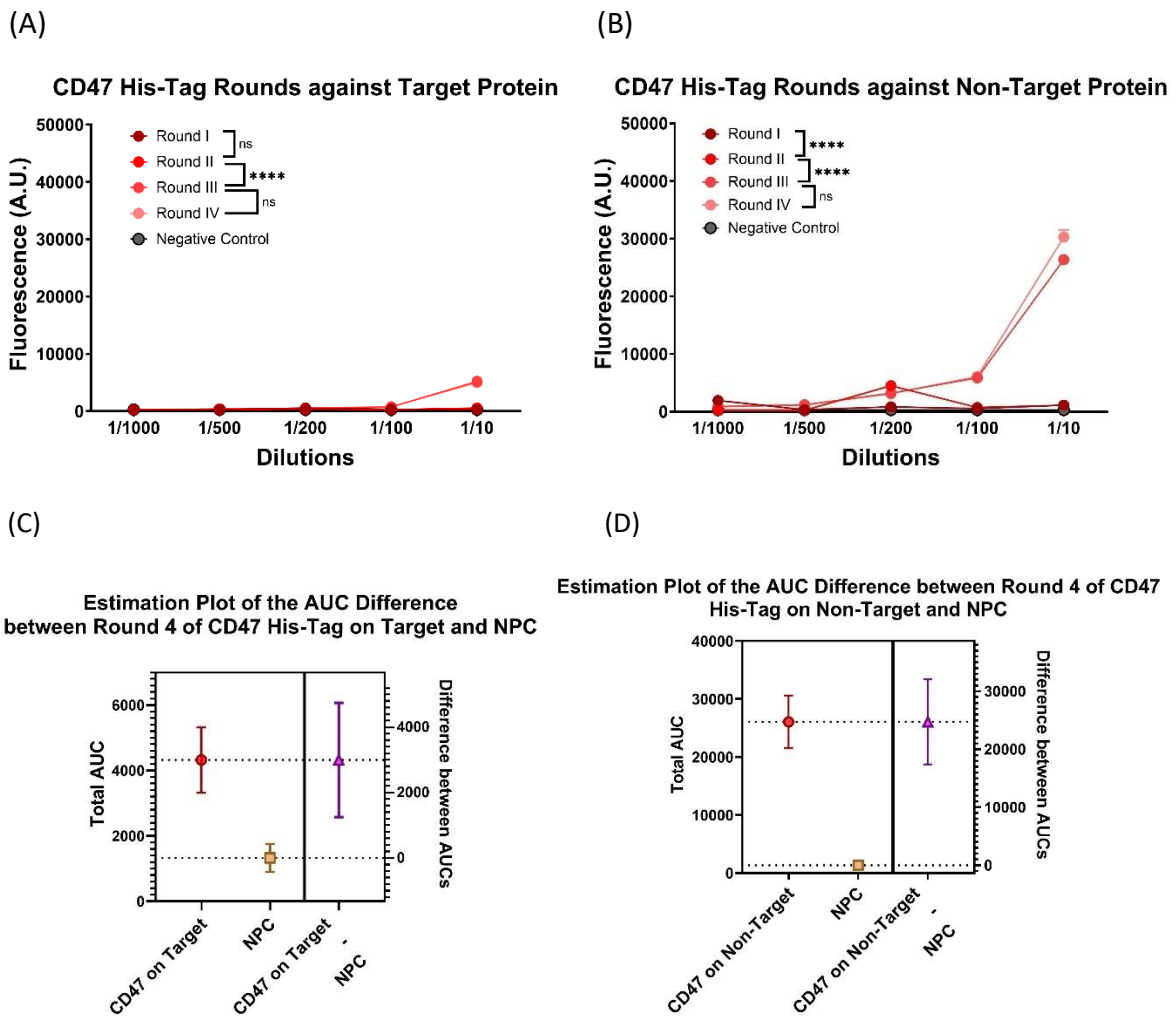 (A)
CD47 His-Tag Rounds against Target Protein
50000
40000
30000
20000
10000
0
Fluorescence (A.U.)
Round I
Round II
Round III
Round IV
Negative Control
ns
****
ns
1/1000 1/500 1/200 1/100 1/10
Dilutions
(B)
CD47 His-Tag Rounds against Non-Target Protein
50000
40000
30000
20000
10000
0
Fluorescence (A.U.)
Round I
Round II
Round III
Round IV
Negative Control
****
****
ns
1/1000 1/500 1/200 1/100 1/10
Dilutions
(C)
Estimation Plot of the AUC Difference
between Round 4 of CD47 His-Tag on Target and NPC
6000
4000
2000
0
Total AUC
4000
2000
0
Difference between AUCs
CD47 on Target
NPC
CD47 on Target
-
NPC
(D)
Estimation Plot of the AUC Difference between Round 4 of CD47
His-Tag on Non-Target and NPC
40000
30000
20000
10000
0
Total AUC
30000
20000
10000
0
Difference between AUCs
CD47 on Non-Target
NPC
CD47 on Non-Target
-
NPC